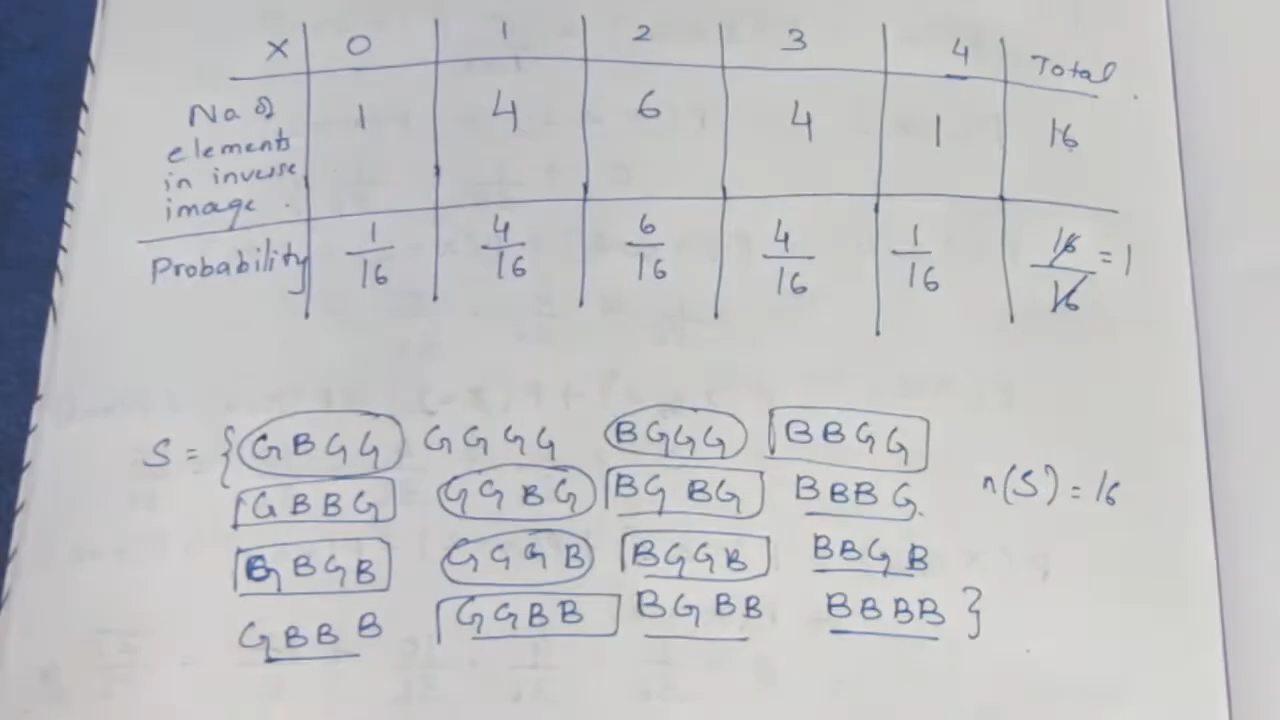 X 0 1 2 3 4 Total
No of elements in inverse image. 1 4 6 4 1 16
Probability 1/16 4/16 6/16 4/16 1/16 16/16 = 1
S = { GBGG GGGG BGGG BBGG
GBBG GGBG BGBG BBBG n(S) = 16
GBGB GGGB BGGB BBGB
GBBB GGBB BGBB BBBB }